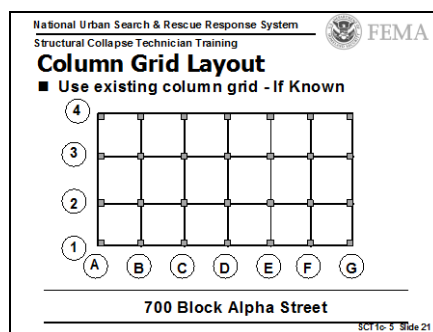 National Urban Search & Rescue Response System
FEMA
Structural Collapse Technician Training
Column Grid Layout
■ Use existing column grid - If Known
4
3
2
1
A B C D E F G
700 Block Alpha Street
SCT1c- 5 Slide 21